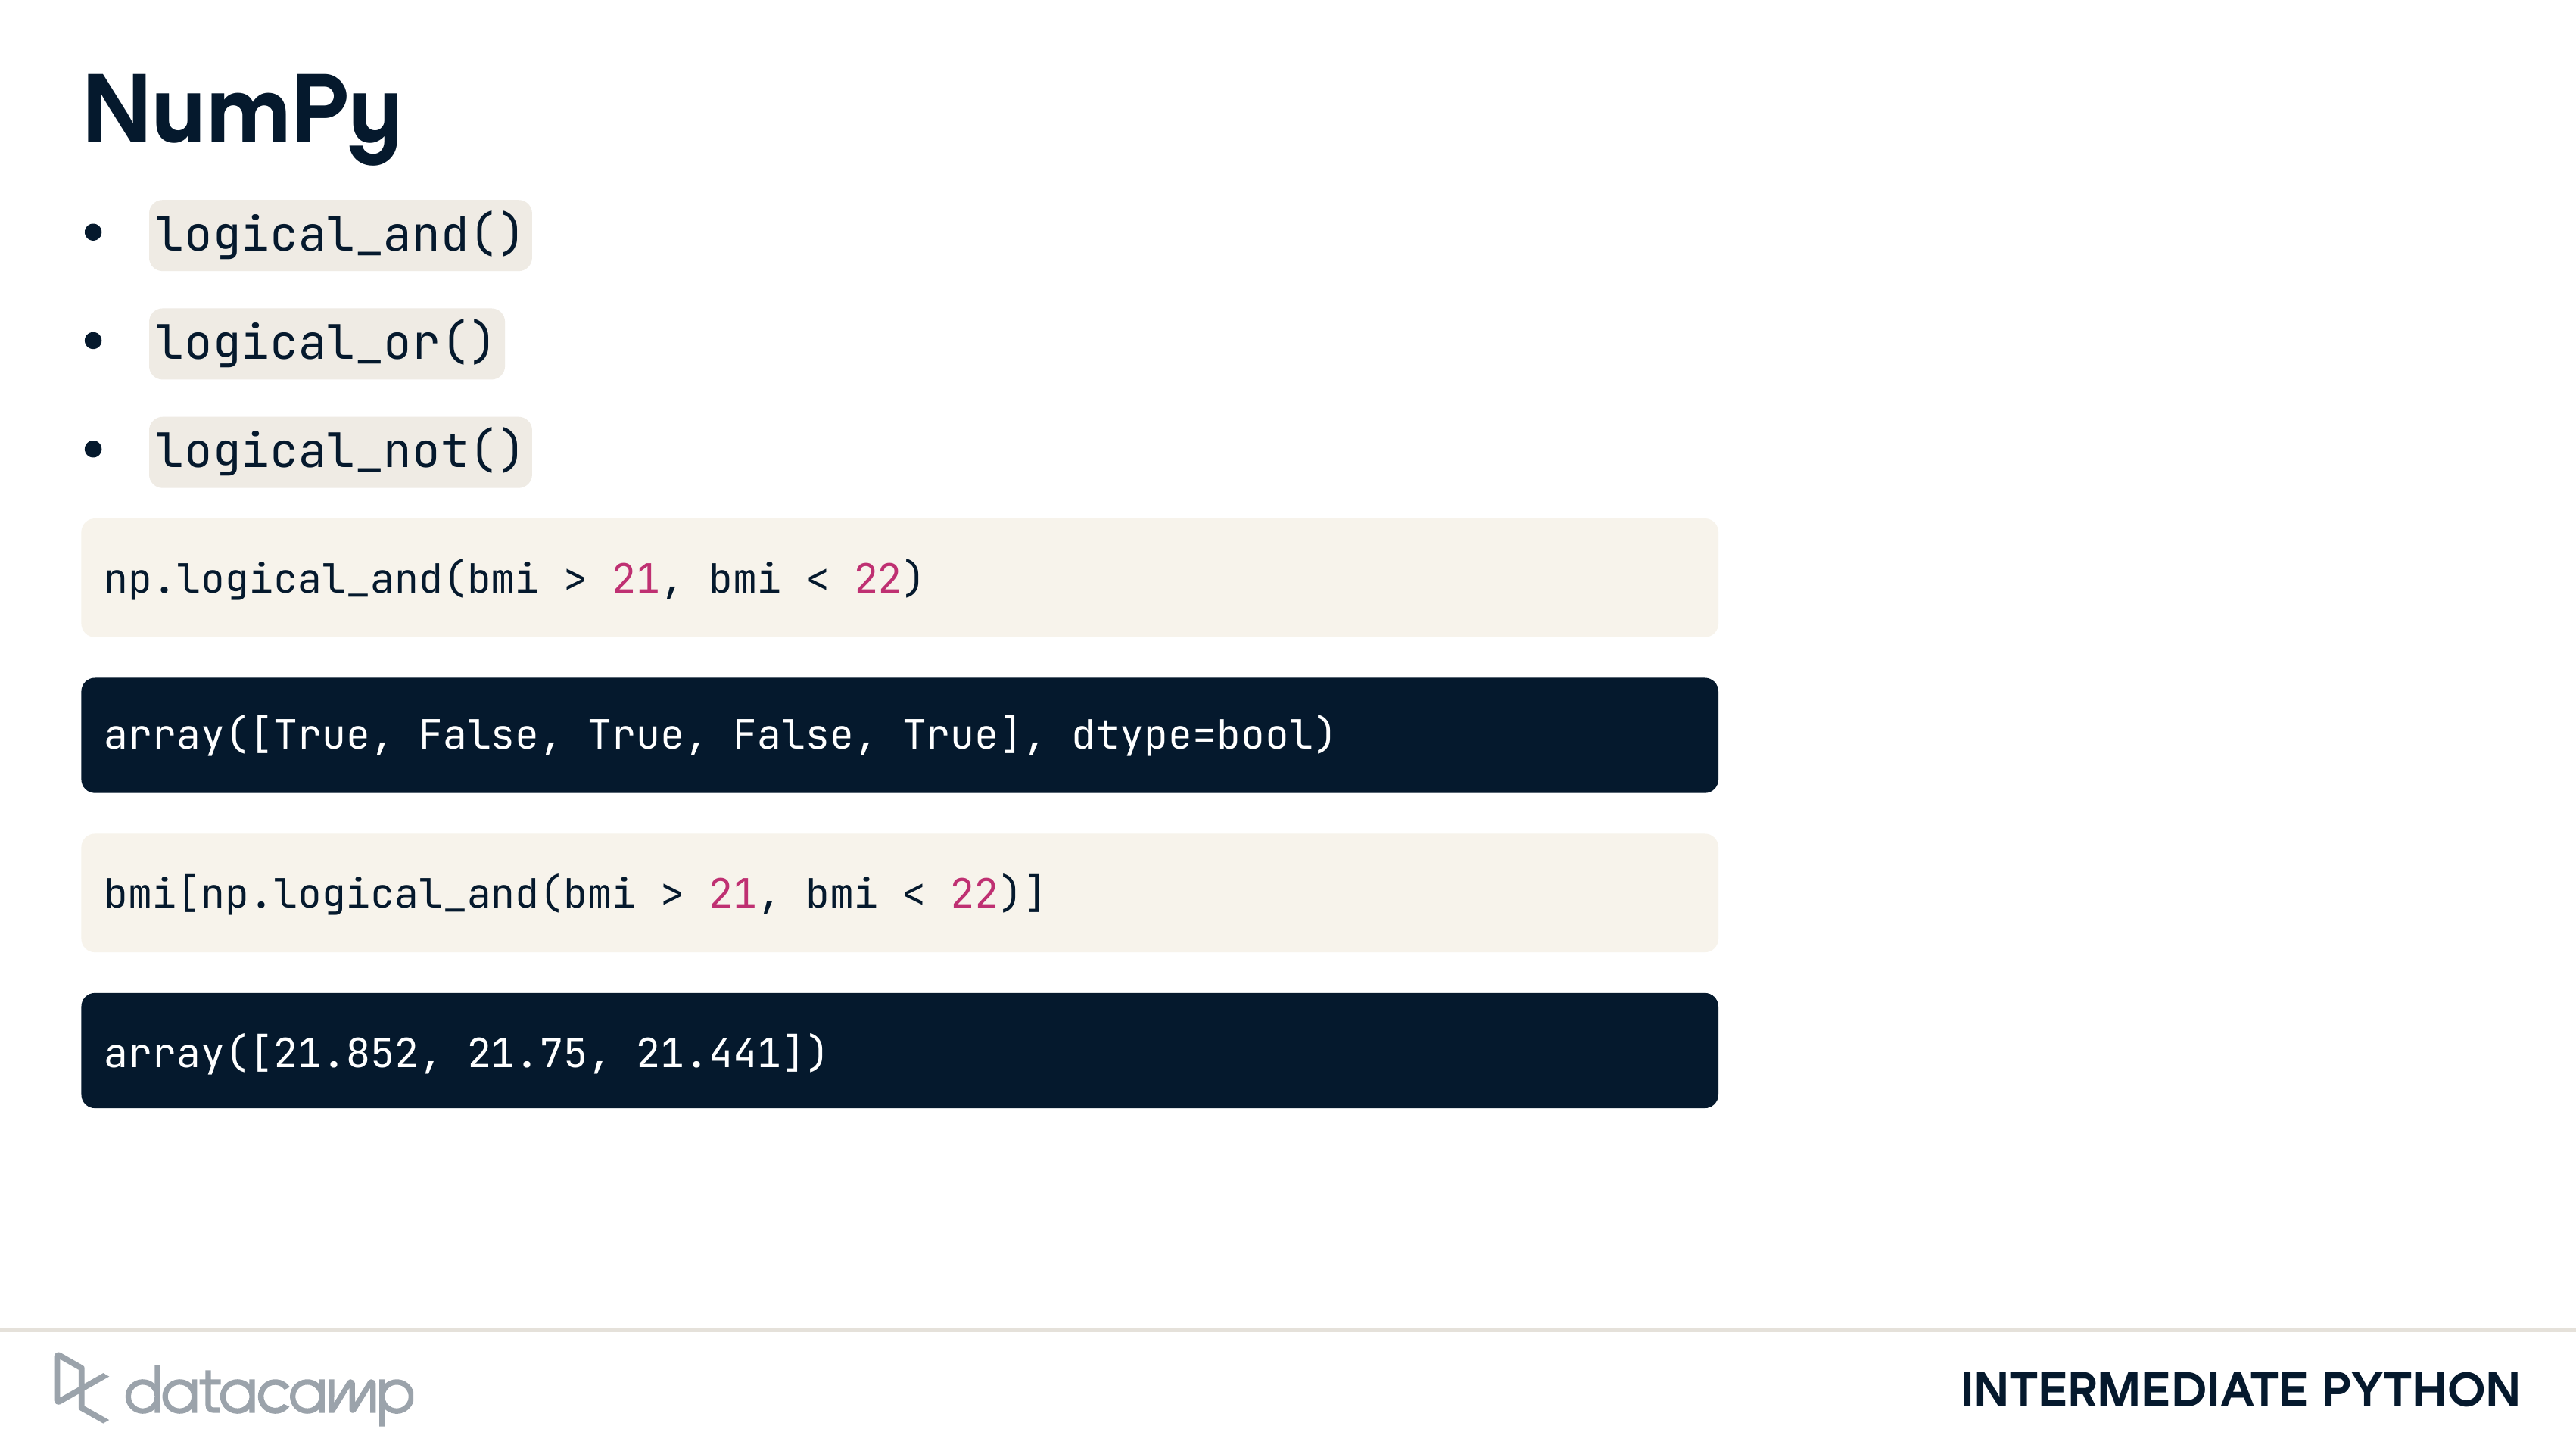 NumPy
• logical_and()
• logical_or()
• logical_not()
np.logical_and(bmi > 21, bmi < 22)
array([True, False, True, False, True], dtype=bool)
bmi[np.logical_and(bmi > 21, bmi < 22)]
array([21.852, 21.75, 21.441])
datacamp
INTERMEDIATE PYTHON